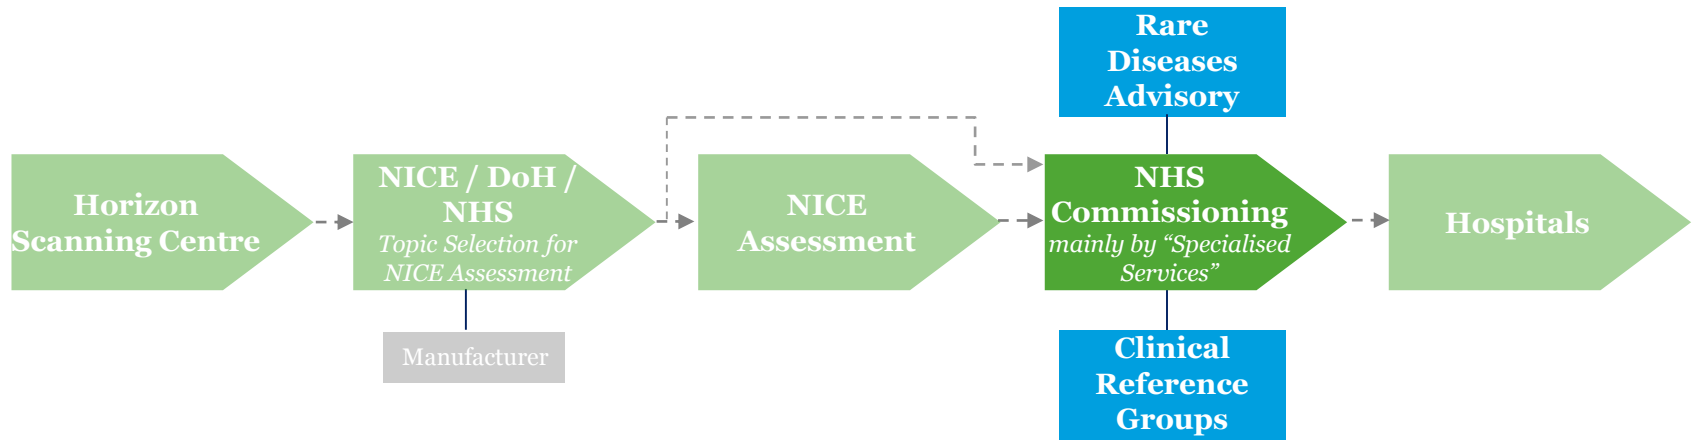 Rare
Diseases
Advisory
Horizon
Scanning Centre
NICE / DoH /
NHS
Topic Selection for
NICE Assessment
NICE
Assessment
NHS
Commissioning
mainly by “Specialised
Services”
Hospitals
Manufacturer
Clinical
Reference
Groups